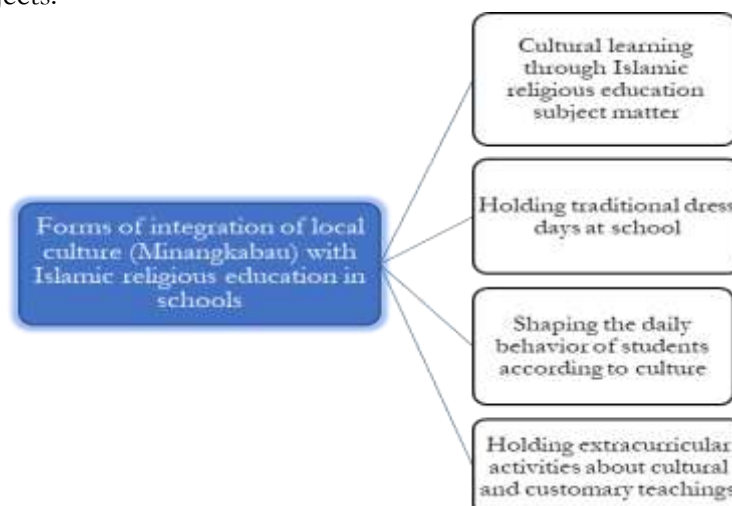 jects.
Forms of integration of local
culture (Minangkabau) with
Islamic religious education in
schools
Cultural learning
through Islamic
religious education
subject matter
Holding traditional dress
days at school
Shaping the daily
behavior of students
according to culture
Holding extracurricular
activities about cultural
and customary teachings